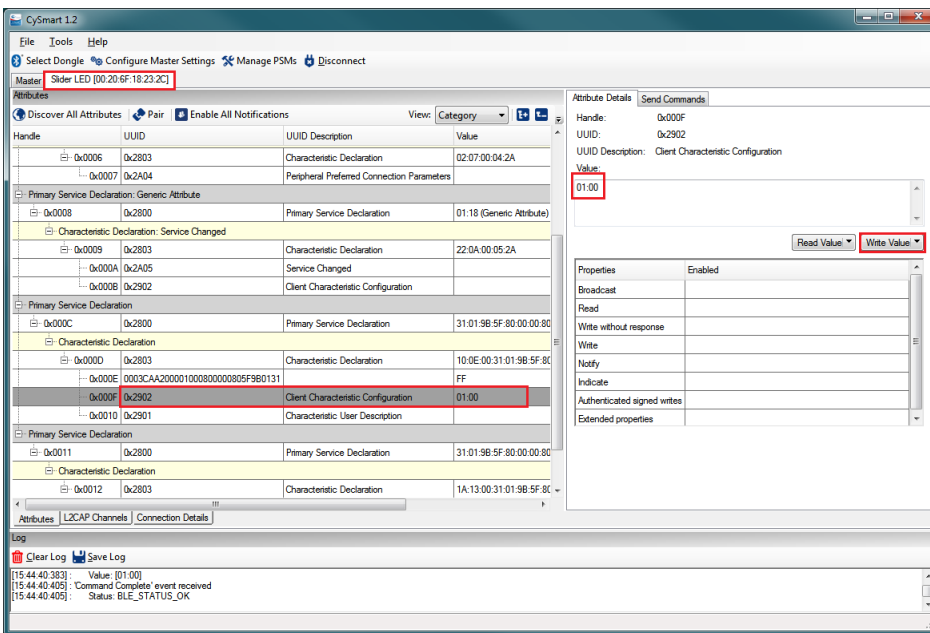 CySmart 1.2
File Tools Help
Select Dongle Configure Master Settings Manage PSMs Disconnect
Master Slider LED [00:20:6F:18:23:2C]
Attributes
Discover All Attributes Pair Enable All Notifications View: Category
Handle UUID UUID Description Value
0x0006 0x2803 Characteristic Declaration 02:07:00:04:2A
0x0007 0x2A04 Peripheral Preferred Connection Parameters
Primary Service Declaration: Generic Attribute
0x0008 0x2800 Primary Service Declaration 01:18 (Generic Attribute)
Characteristic Declaration: Service Changed
0x0009 0x2803 Characteristic Declaration 22:0A:00:05:2A
0x000A 0x2A05 Service Changed
0x000B 0x2902 Client Characteristic Configuration
Primary Service Declaration
0x000C 0x2800 Primary Service Declaration 31:01:9B:5F:80:00:00:80
Characteristic Declaration
0x000D 0x2803 Characteristic Declaration 10:0E:00:31:01:9B:5F:80
0x000E 0003CAA200001000800000805F9B0131 FF
0x000F 0x2902 Client Characteristic Configuration 01:00
0x0010 0x2901 Characteristic User Description
Primary Service Declaration
0x0011 0x2800 Primary Service Declaration 31:01:9B:5F:80:00:00:80
Characteristic Declaration
0x0012 0x2803 Characteristic Declaration 1A:13:00:31:01:9B:5F:80
Attributes L2CAP Channels Connection Details
Attribute Details Send Commands
Handle: 0x000F
UUID: 0x2902
UUID Description: Client Characteristic Configuration
Value:
01:00
Read Value Write Value
Properties Enabled
Broadcast
Read
Write without response
Write
Notify
Indicate
Authenticated signed writes
Extended properties
Log
Clear Log Save Log
[15:44:40:383] : Value: [01:00]
[15:44:40:405] : 'Command Complete' event received
[15:44:40:405] : Status: BLE_STATUS_OK